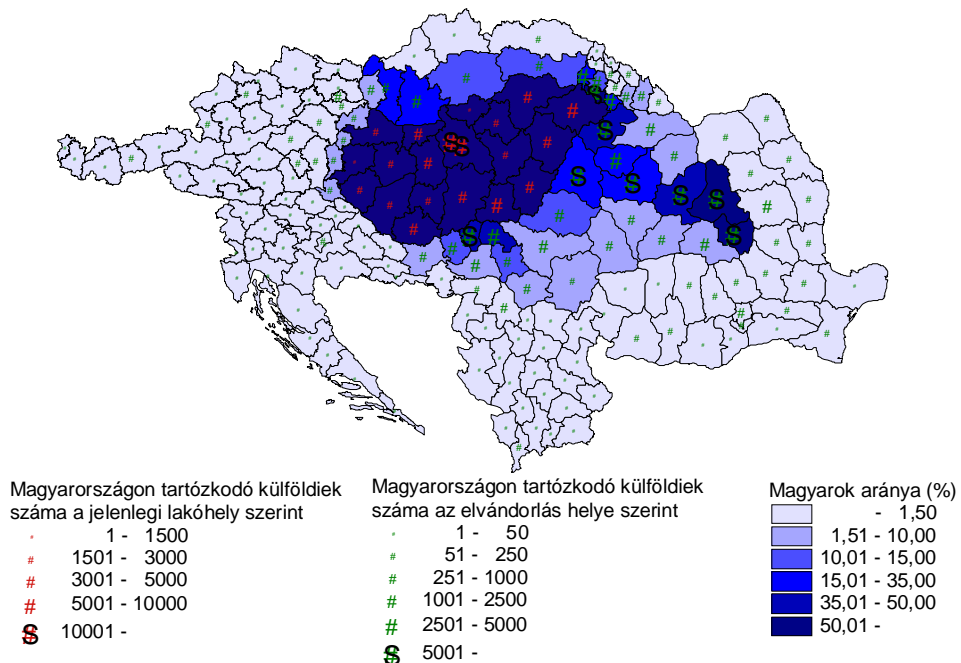 Magyarországon tartózkodó külföldiek
száma a jelenlegi lakóhely szerint
1 - 1500
1501 - 3000
3001 - 5000
5001 - 10000
10001 -
Magyarországon tartózkodó külföldiek
száma az elvándorlás helye szerint
1 - 50
51 - 250
251 - 1000
1001 - 2500
2501 - 5000
5001 -
Magyarok aránya (%)
- 1,50
1,51 - 10,00
10,01 - 15,00
15,01 - 35,00
35,01 - 50,00
50,01 -